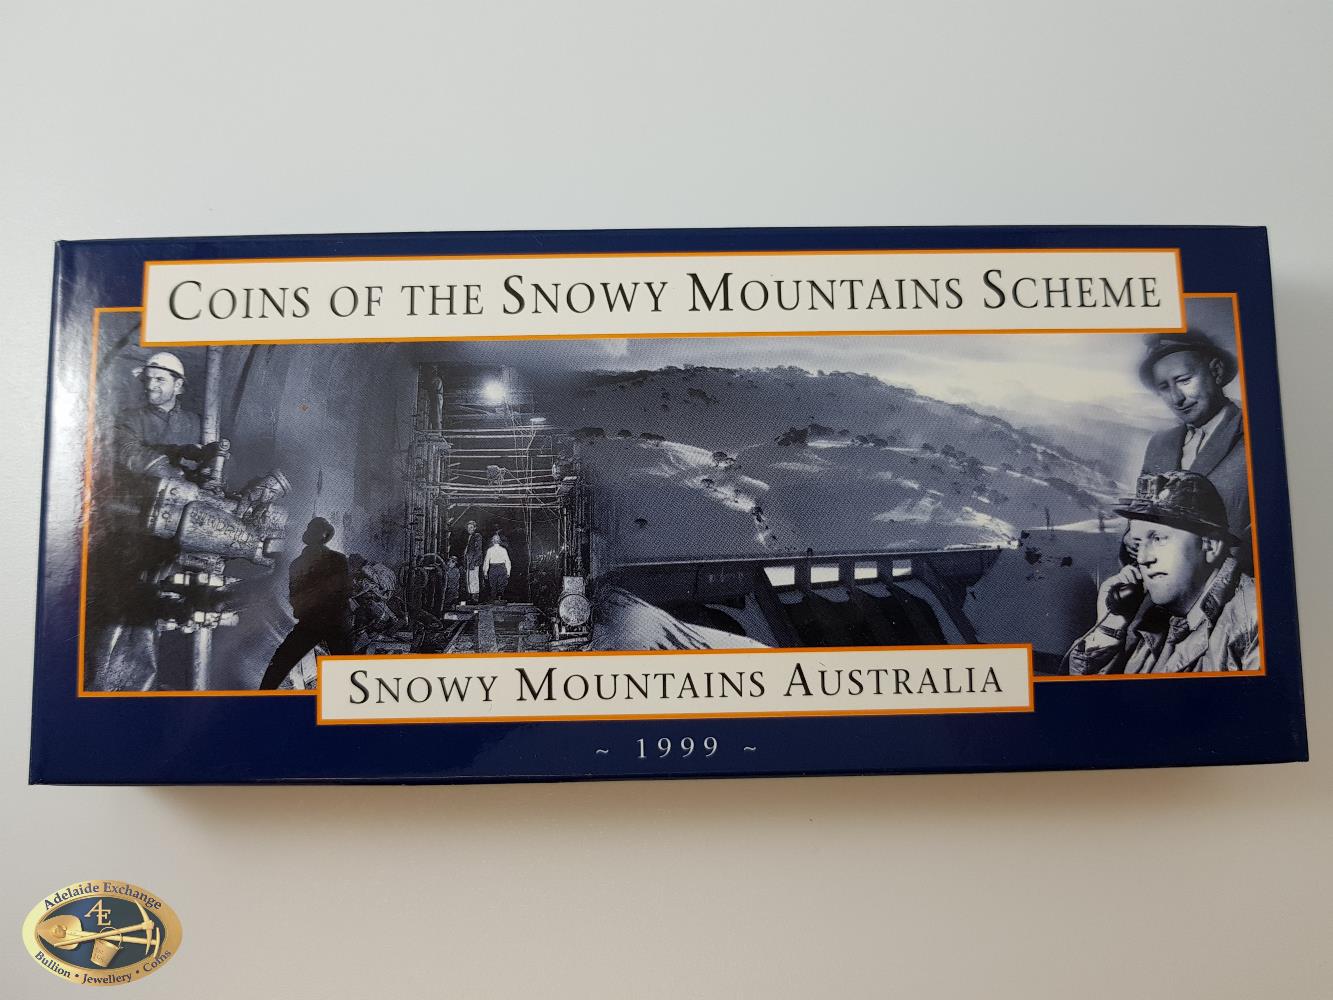 COINS OF THE SNOWY MOUNTAINS SCHEME
SNOWY MOUNTAINS AUSTRALIA
~ 1999 ~
Adelaide Exchange
AE
Bullion • Jewellery • Coins